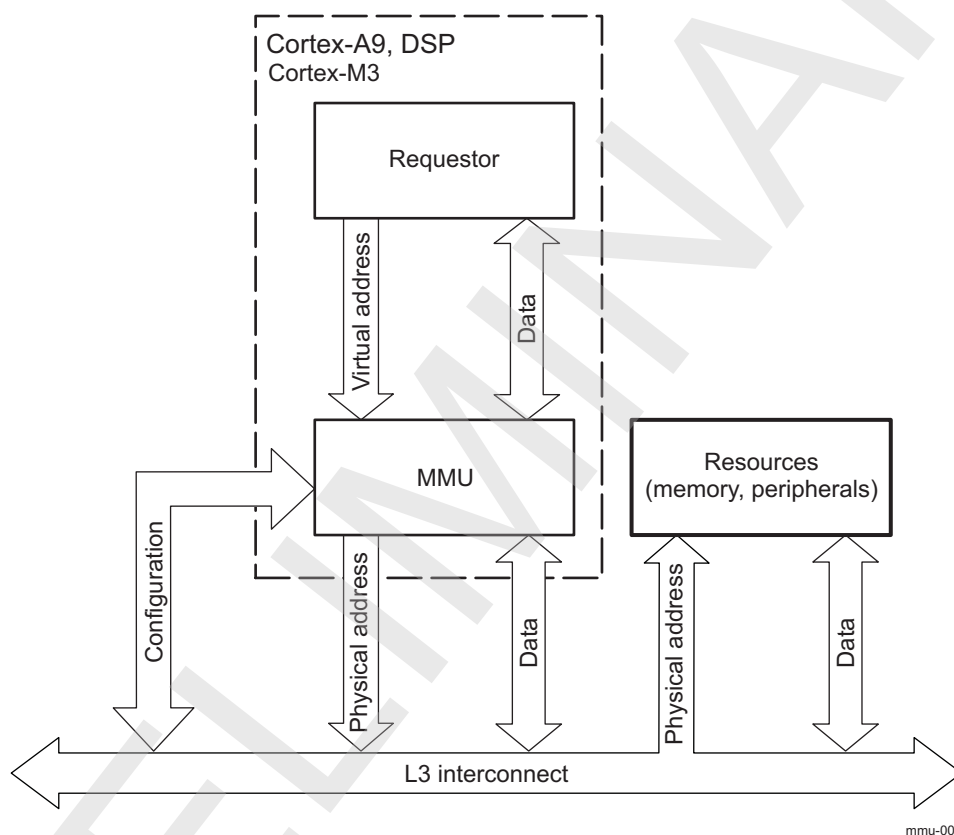 Cortex-A9, DSP
Cortex-M3
Requestor
Virtual address
Data
MMU
Resources
(memory, peripherals)
Configuration
Physical address
Data
Physical address
Data
L3 interconnect
mmu-00